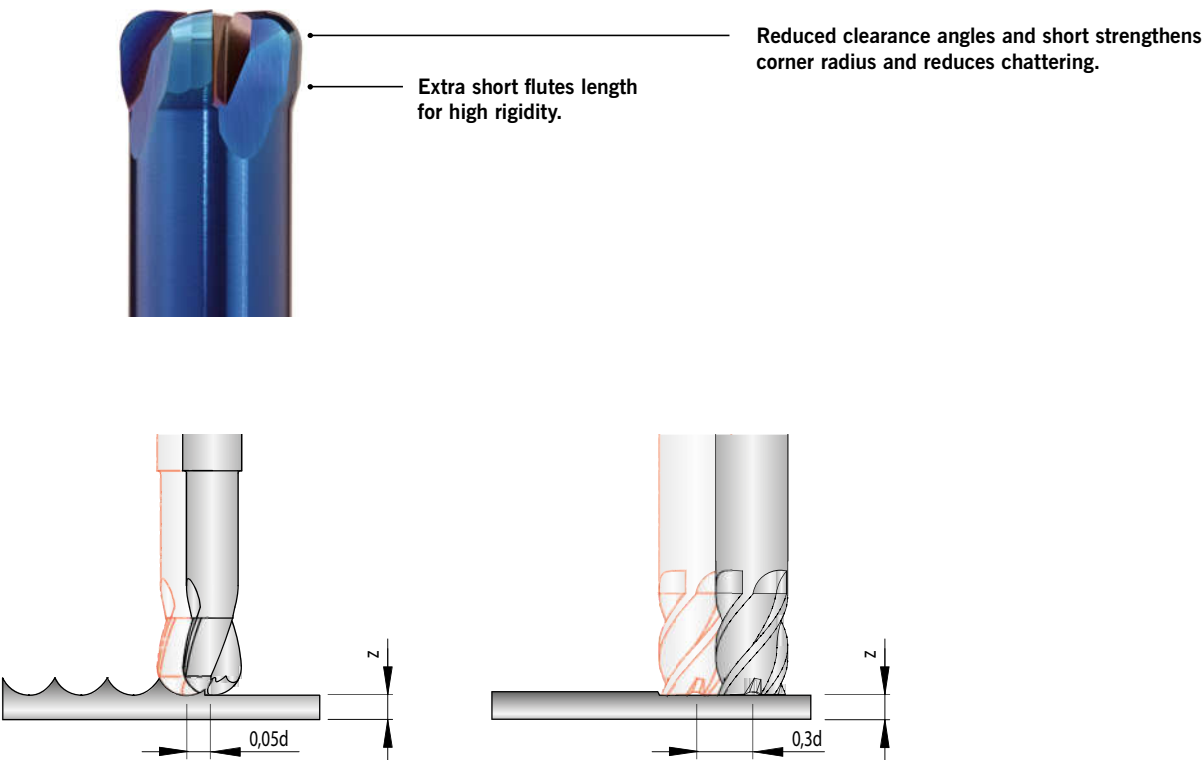 Reduced clearance angles and short strengthens
corner radius and reduces chattering.
Extra short flutes length
for high rigidity.
z
0,05d
z
0,3d